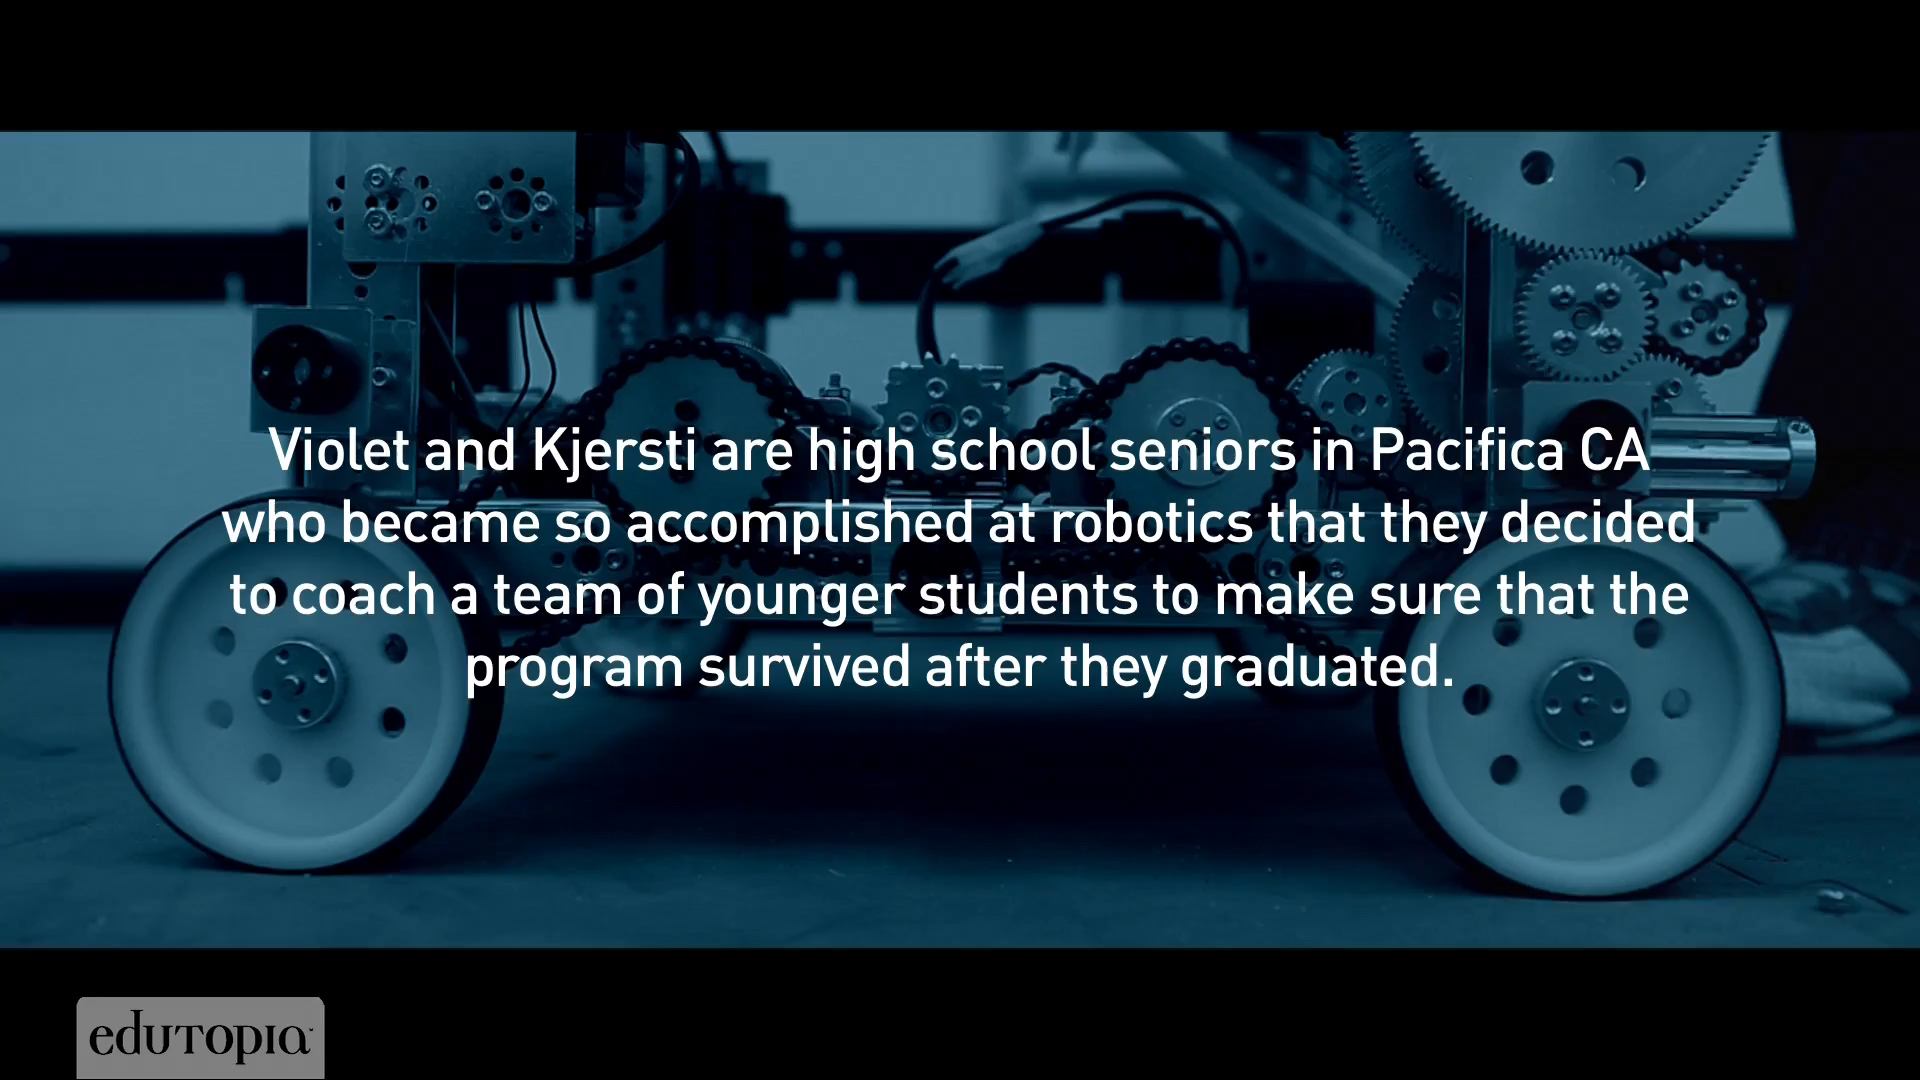 Violet and Kjersti are high school seniors in Pacifica CA
who became so accomplished at robotics that they decided
to coach a team of younger students to make sure that the
program survived after they graduated.
edutopia